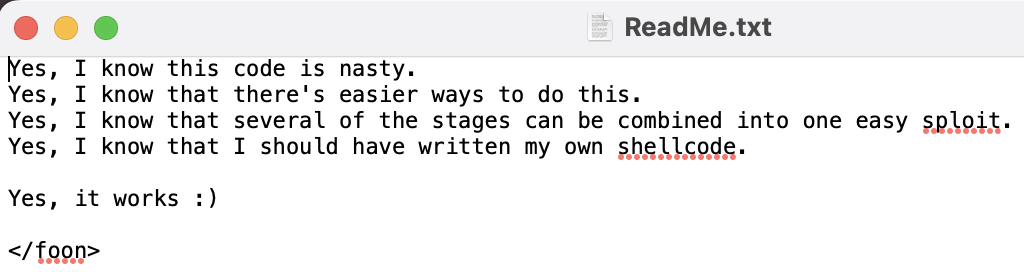 ReadMe.txt
Yes, I know this code is nasty.
Yes, I know that there's easier ways to do this.
Yes, I know that several of the stages can be combined into one easy sploit.
Yes, I know that I should have written my own shellcode.
Yes, it works :)
</foon>